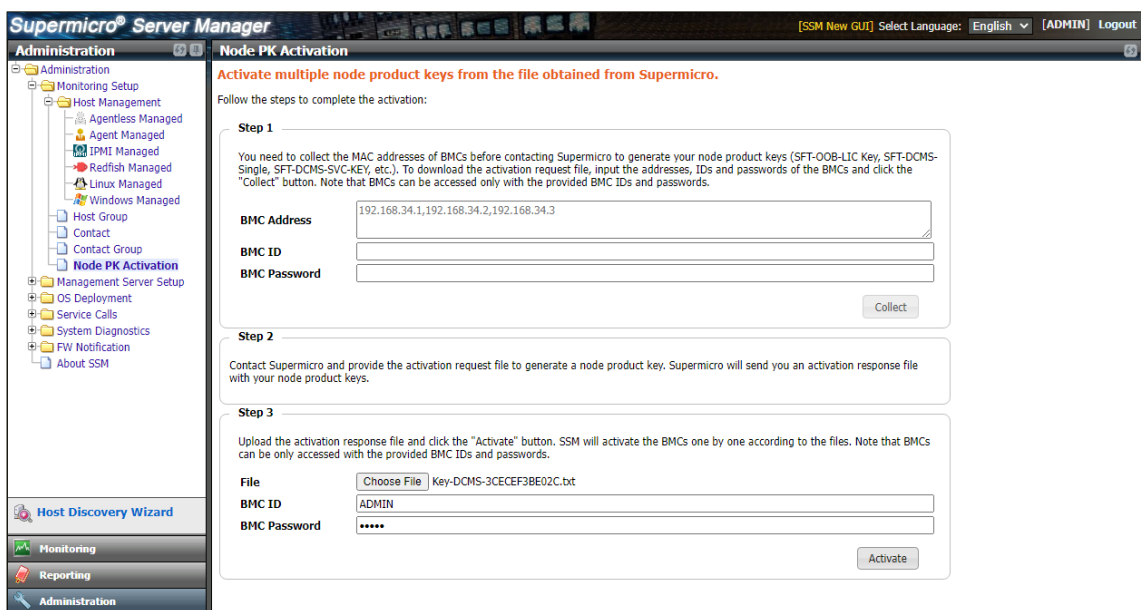 Supermicro® Server Manager
[SSM New GUI] Select Language: English [ADMIN] Logout
Administration
Administration
Monitoring Setup
Host Management
Agentless Managed
Agent Managed
IPMI Managed
Redfish Managed
Linux Managed
Windows Managed
Host Group
Contact
Contact Group
Node PK Activation
Management Server Setup
OS Deployment
Service Calls
System Diagnostics
FW Notification
About SSM
Host Discovery Wizard
Monitoring
Reporting
Administration
Node PK Activation
Activate multiple node product keys from the file obtained from Supermicro.
Follow the steps to complete the activation:
Step 1
You need to collect the MAC addresses of BMCs before contacting Supermicro to generate your node product keys (SFT-OOB-LIC Key, SFT-DCMS-
Single, SFT-DCMS-SVC-KEY, etc.). To download the activation request file, input the addresses, IDs and passwords of the BMCs and click the
"Collect" button. Note that BMCs can be accessed only with the provided BMC IDs and passwords.
BMC Address 192.168.34.1,192.168.34.2,192.168.34.3
BMC ID
BMC Password
Collect
Step 2
Contact Supermicro and provide the activation request file to generate a node product key. Supermicro will send you an activation response file
with your node product keys.
Step 3
Upload the activation response file and click the "Activate" button. SSM will activate the BMCs one by one according to the files. Note that BMCs
can be only accessed with the provided BMC IDs and passwords.
File Choose File Key-DCMS-3CECEF3BE02C.txt
BMC ID ADMIN
BMC Password •••••
Activate